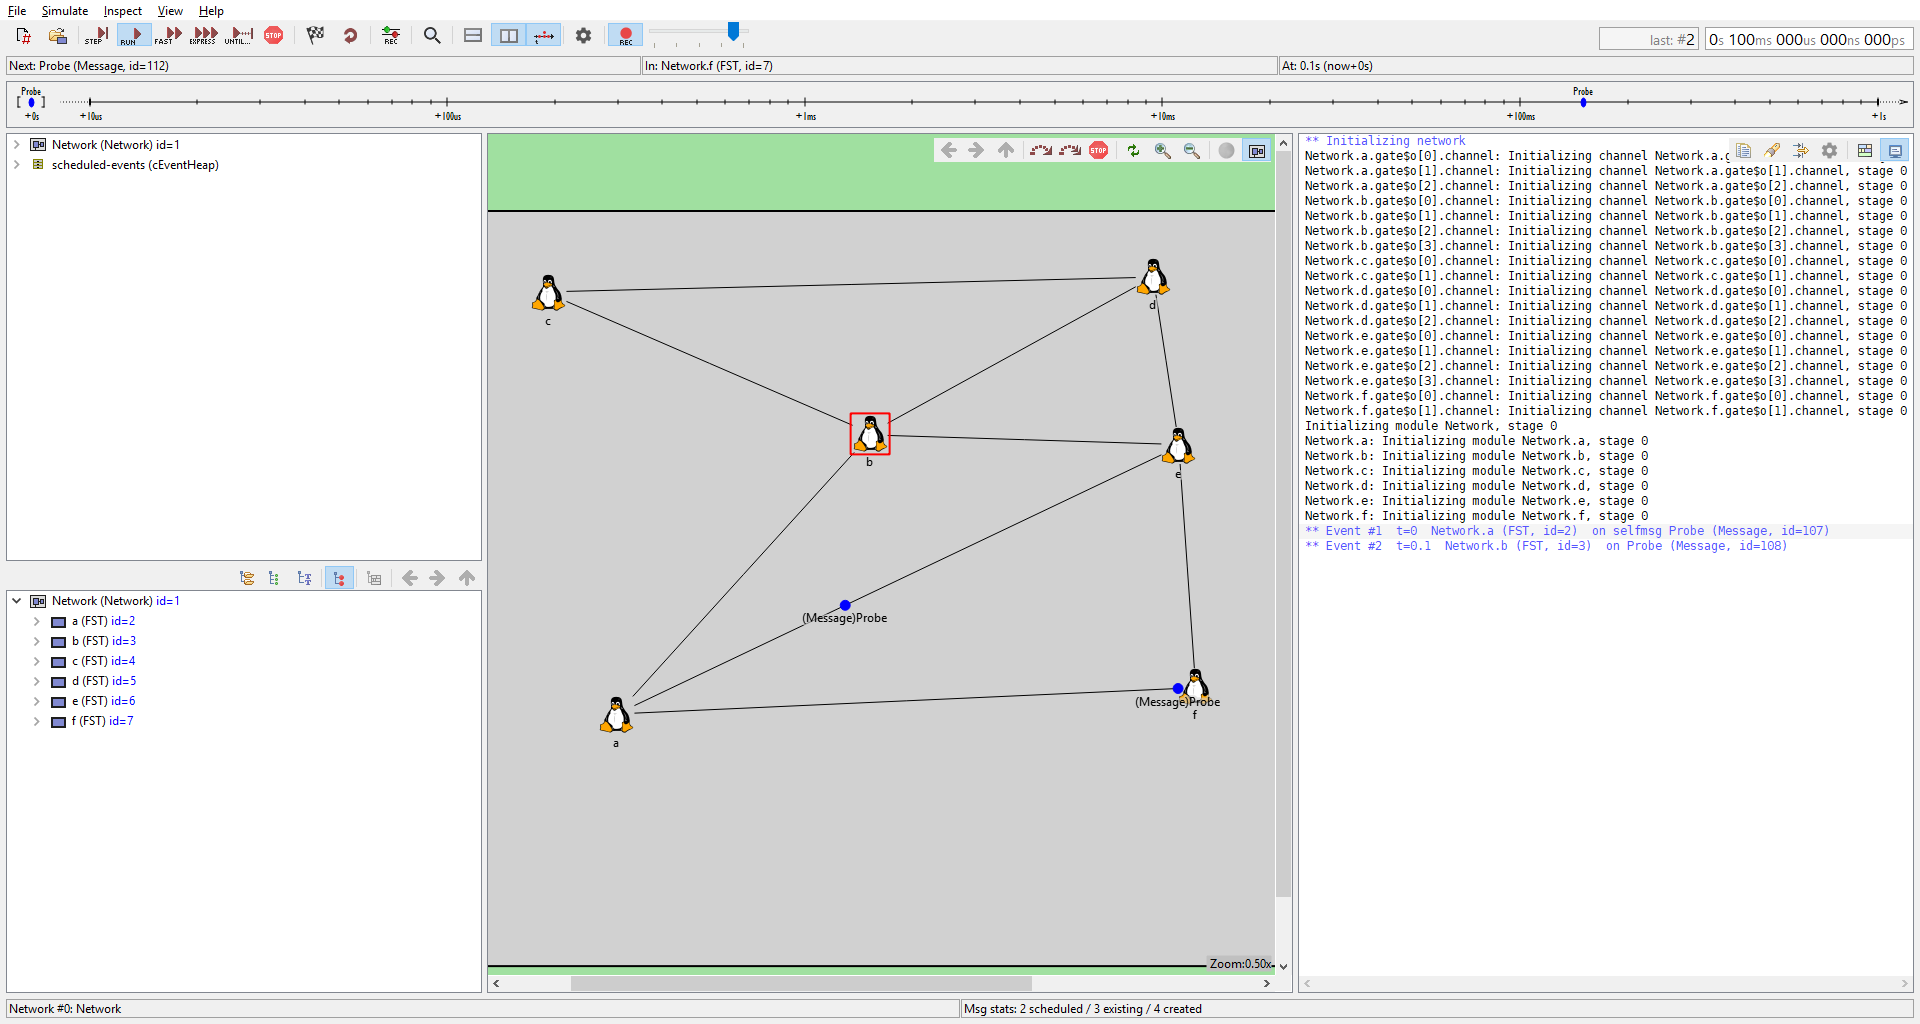 File Simulate Inspect View Help
STEP RUN FAST EXPRESS UNTIL... STOP REC REC
last: #2 0s 100ms 000us 000ns 000ps
Next: Probe (Message, id=112) In: Network.f (FST, id=7) At: 0.1s (now+0s)
Probe Probe
+0s +10us +100us +1ms +10ms +100ms +1s
Network (Network) id=1
scheduled-events (cEventHeap)
Network (Network) id=1
a (FST) id=2
b (FST) id=3
c (FST) id=4
d (FST) id=5
e (FST) id=6
f (FST) id=7
STOP
c
d
b
e
(Message)Probe
(Message)Probe
f
a
Zoom:0.50x
** Initializing network
Network.a.gate$o[0].channel: Initializing channel Network.a.g
Network.a.gate$o[1].channel: Initializing channel Network.a.gate$o[1].channel, stage 0
Network.a.gate$o[2].channel: Initializing channel Network.a.gate$o[2].channel, stage 0
Network.b.gate$o[0].channel: Initializing channel Network.b.gate$o[0].channel, stage 0
Network.b.gate$o[1].channel: Initializing channel Network.b.gate$o[1].channel, stage 0
Network.b.gate$o[2].channel: Initializing channel Network.b.gate$o[2].channel, stage 0
Network.b.gate$o[3].channel: Initializing channel Network.b.gate$o[3].channel, stage 0
Network.c.gate$o[0].channel: Initializing channel Network.c.gate$o[0].channel, stage 0
Network.c.gate$o[1].channel: Initializing channel Network.c.gate$o[1].channel, stage 0
Network.d.gate$o[0].channel: Initializing channel Network.d.gate$o[0].channel, stage 0
Network.d.gate$o[1].channel: Initializing channel Network.d.gate$o[1].channel, stage 0
Network.d.gate$o[2].channel: Initializing channel Network.d.gate$o[2].channel, stage 0
Network.e.gate$o[0].channel: Initializing channel Network.e.gate$o[0].channel, stage 0
Network.e.gate$o[1].channel: Initializing channel Network.e.gate$o[1].channel, stage 0
Network.e.gate$o[2].channel: Initializing channel Network.e.gate$o[2].channel, stage 0
Network.e.gate$o[3].channel: Initializing channel Network.e.gate$o[3].channel, stage 0
Network.f.gate$o[0].channel: Initializing channel Network.f.gate$o[0].channel, stage 0
Network.f.gate$o[1].channel: Initializing channel Network.f.gate$o[1].channel, stage 0
Initializing module Network, stage 0
Network.a: Initializing module Network.a, stage 0
Network.b: Initializing module Network.b, stage 0
Network.c: Initializing module Network.c, stage 0
Network.d: Initializing module Network.d, stage 0
Network.e: Initializing module Network.e, stage 0
Network.f: Initializing module Network.f, stage 0
** Event #1 t=0 Network.a (FST, id=2) on selfmsg Probe (Message, id=107)
** Event #2 t=0.1 Network.b (FST, id=3) on Probe (Message, id=108)
Network #0: Network Msg stats: 2 scheduled / 3 existing / 4 created